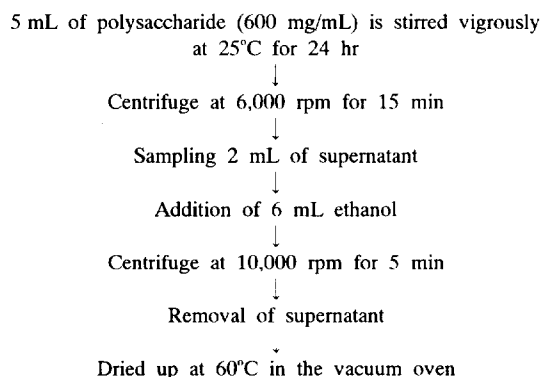 5 mL of polysaccharide (600 mg/mL) is stirred vigrously
at 25°C for 24 hr
↓
Centrifuge at 6,000 rpm for 15 min
↓
Sampling 2 mL of supernatant
↓
Addition of 6 mL ethanol
↓
Centrifuge at 10,000 rpm for 5 min
↓
Removal of supernatant
↓
Dried up at 60°C in the vacuum oven